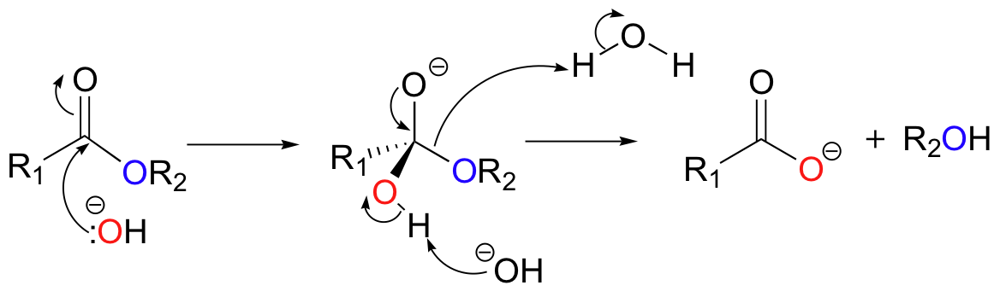 O
R1
OR2
⊖
:OH
O⊖
R1
OR2
O
H
⊖
OH
O
H
H
O
R1
O⊖
+
R2OH